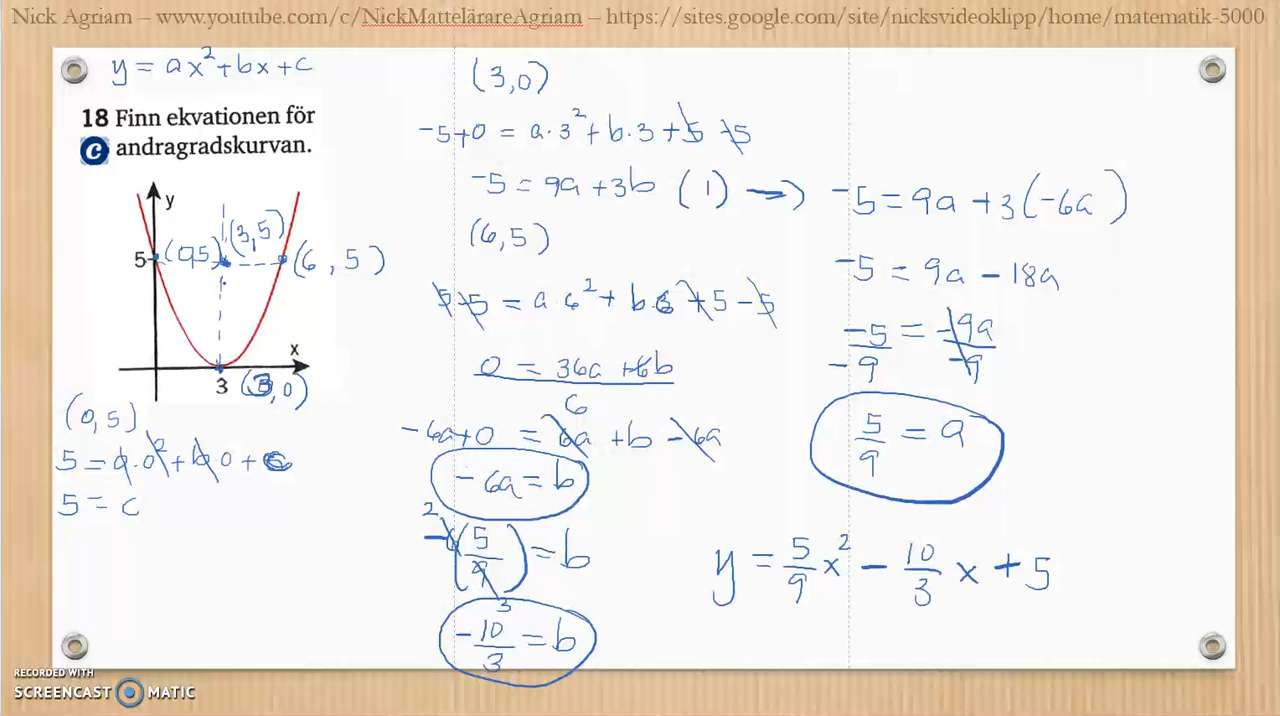 Nick Agriam – www.youtube.com/c/NickMattelärareAgriam – https://sites.google.com/site/nicksvideoklipp/home/matematik-5000
y = ax² + bx + c
18 Finn ekvationen för
C andragradskurvan.
y
5 (0,5) (3,5) (6, 5)
x
3 (3,0)
(0,5)
5 = a·0² + b·0 + c
5 = c
(3,0)
-5+0 = a·3² + b·3 + 5 -5
-5 = 9a + 3b (1) →
(6,5)
5-5 = a·6² + b·6 + 5 - 5
0 = 36a + 6b
6
-6a+0 = 6a + b - 6a
-6a = b
2
-6(5/9) = b
3
-10/3 = b
-5 = 9a + 3(-6a)
-5 = 9a - 18a
-5/-9 = -9a/-9
5/9 = a
y = 5/9 x² - 10/3 x + 5
RECORDED WITH
SCREENCAST MATIC